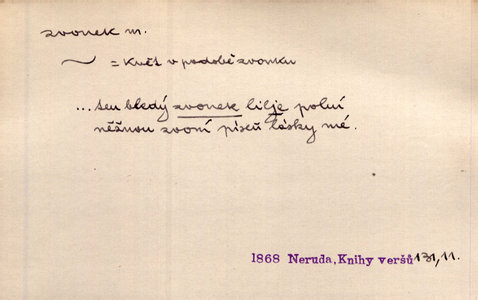 zvonek m.
~ = květ v podobě zvonku
...ten bledý zvonek lilje polní
něžnou zvoní píseň lásky mé.
1868 Neruda, Knihy veršů 131,11.